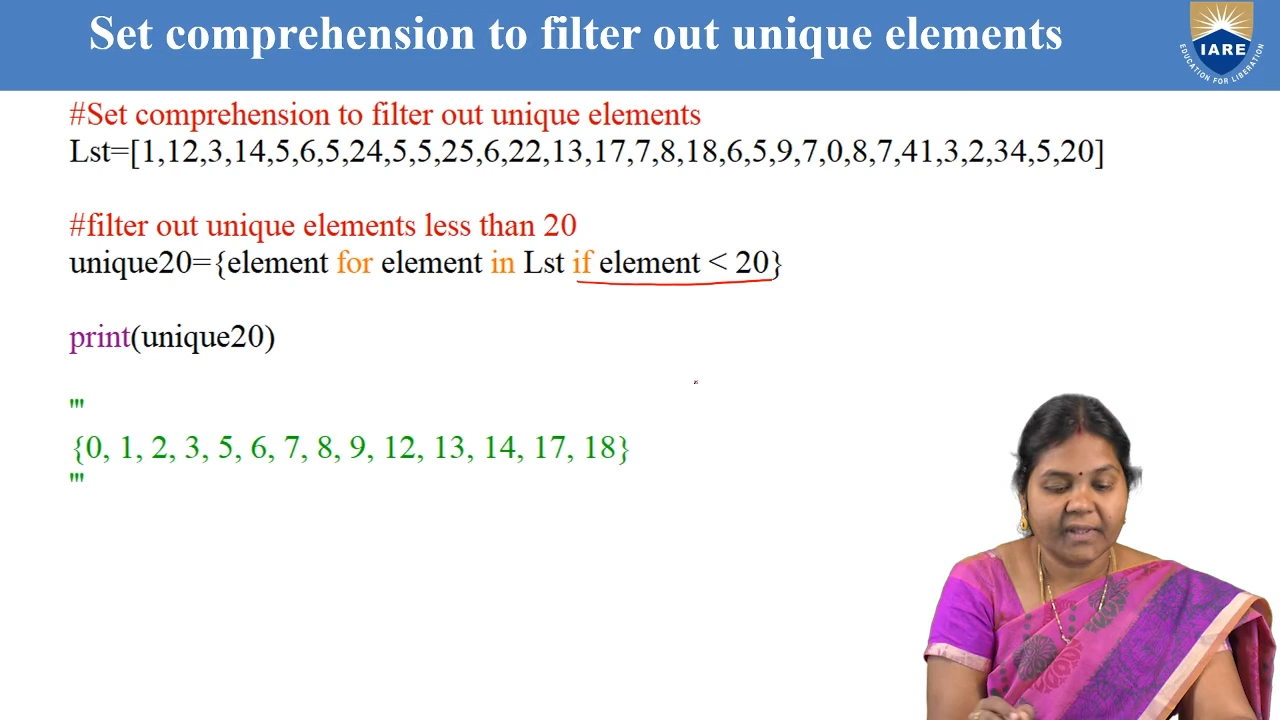 Set comprehension to filter out unique elements
IARE
EDUCATION FOR LIBERATION
#Set comprehension to filter out unique elements
Lst=[1,12,3,14,5,6,5,24,5,5,25,6,22,13,17,7,8,18,6,5,9,7,0,8,7,41,3,2,34,5,20]
#filter out unique elements less than 20
unique20={element for element in Lst if element < 20}
print(unique20)
'''
{0, 1, 2, 3, 5, 6, 7, 8, 9, 12, 13, 14, 17, 18}
'''